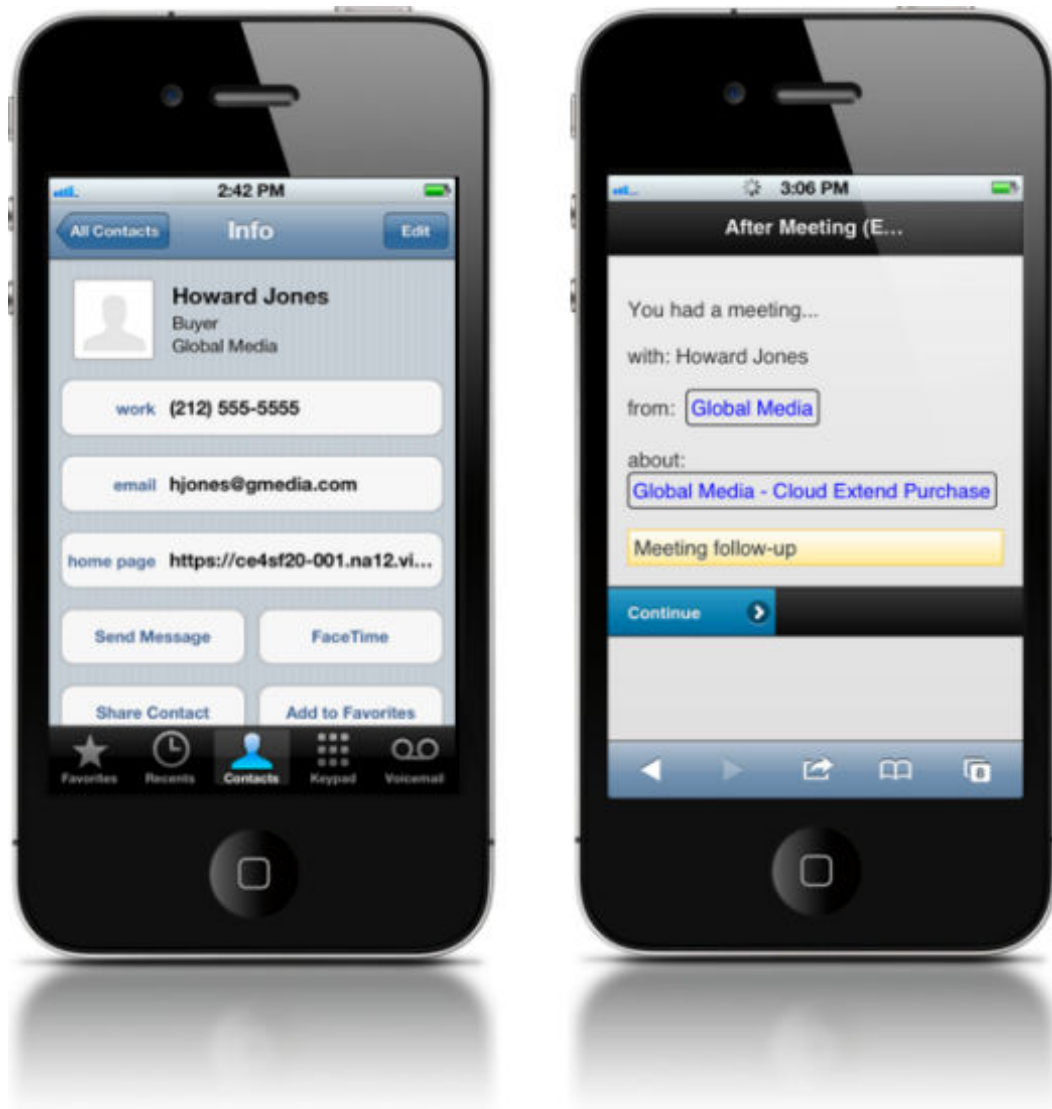 2:42 PM
All Contacts Info Edit
Howard Jones
Buyer
Global Media
work (212) 555-5555
email hjones@gmedia.com
home page https://ce4sf20-001.na12.vi...
Send Message FaceTime
Share Contact Add to Favorites
Favorites Recents Contacts Keypad Voicemail
3:06 PM
After Meeting (E...
You had a meeting...
with: Howard Jones
from: Global Media
about:
Global Media - Cloud Extend Purchase
Meeting follow-up
Continue
8